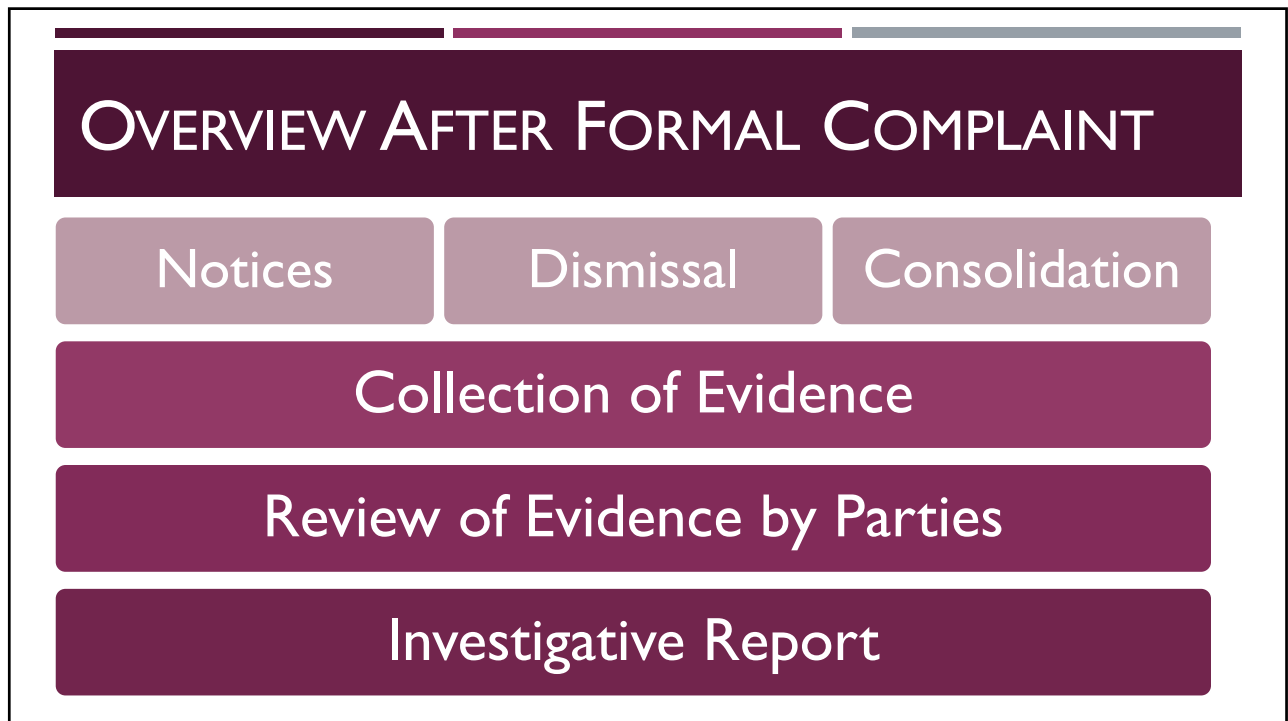 OVERVIEW AFTER FORMAL COMPLAINT
Notices
Dismissal
Consolidation
Collection of Evidence
Review of Evidence by Parties
Investigative Report